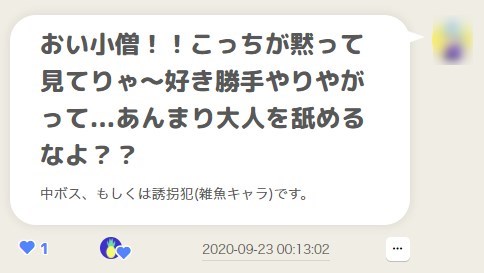 おい小僧！！こっちが黙って
見てりゃ〜好き勝手やりやが
って…あんまり大人を舐める
なよ？？
中ボス、もしくは誘拐犯(雑魚キャラ)です。
1
2020-09-23 00:13:02